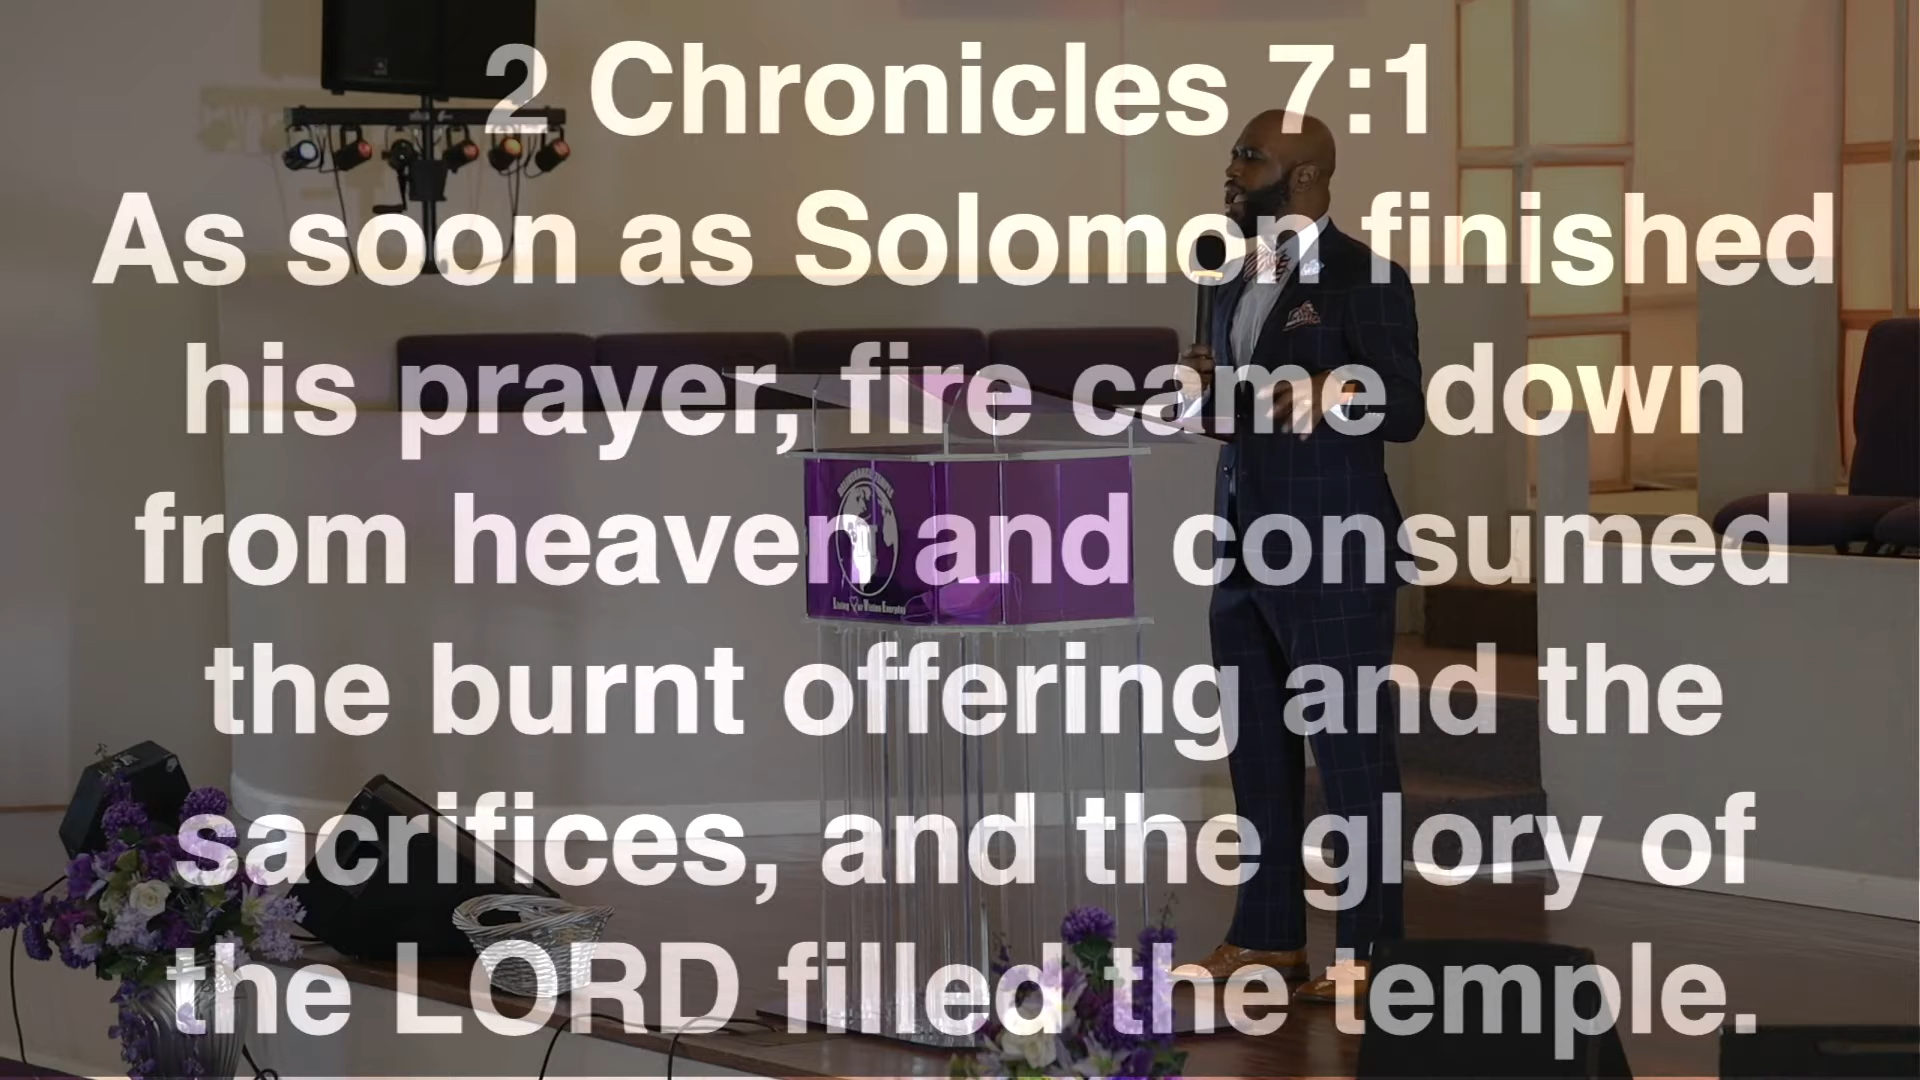 2 Chronicles 7:1
As soon as Solomon finished
his prayer, fire came down
from heaven and consumed
the burnt offering and the
sacrifices, and the glory of
the LORD filled the temple.